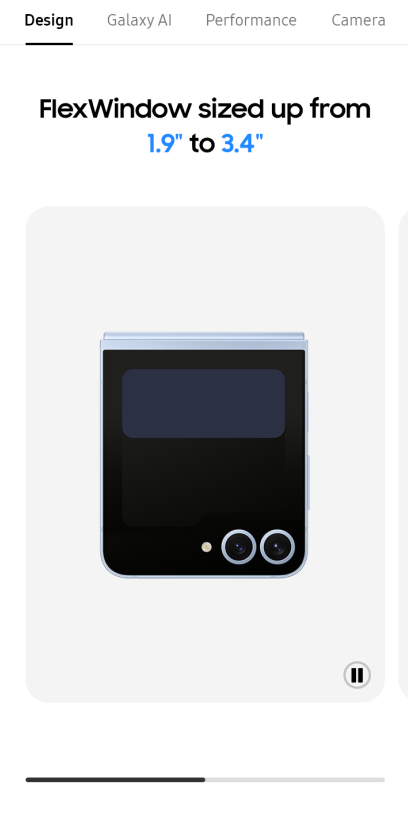 Design
Galaxy AI
Performance
Camera
FlexWindow sized up from
1.9" to 3.4"